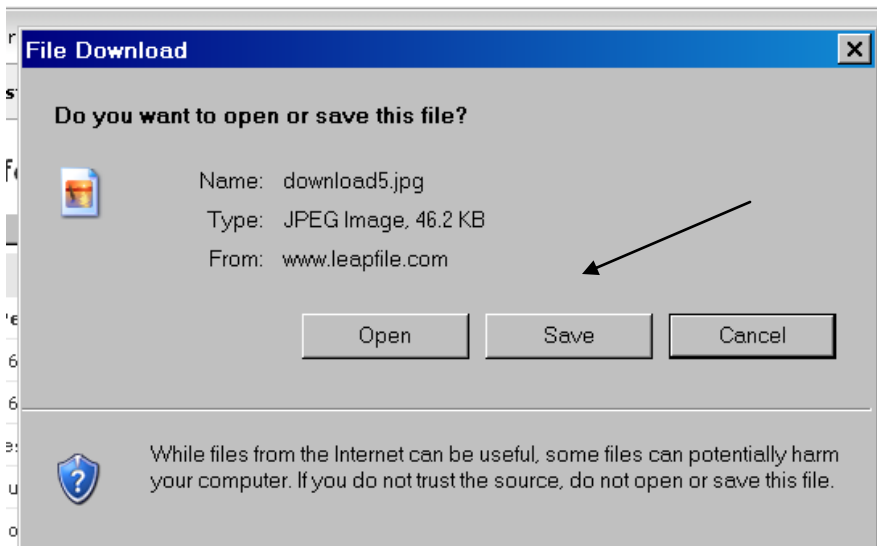 File Download
Do you want to open or save this file?
Name: download5.jpg
Type: JPEG Image, 46.2 KB
From: www.leapfile.com
Open Save Cancel
While files from the Internet can be useful, some files can potentially harm
your computer. If you do not trust the source, do not open or save this file.